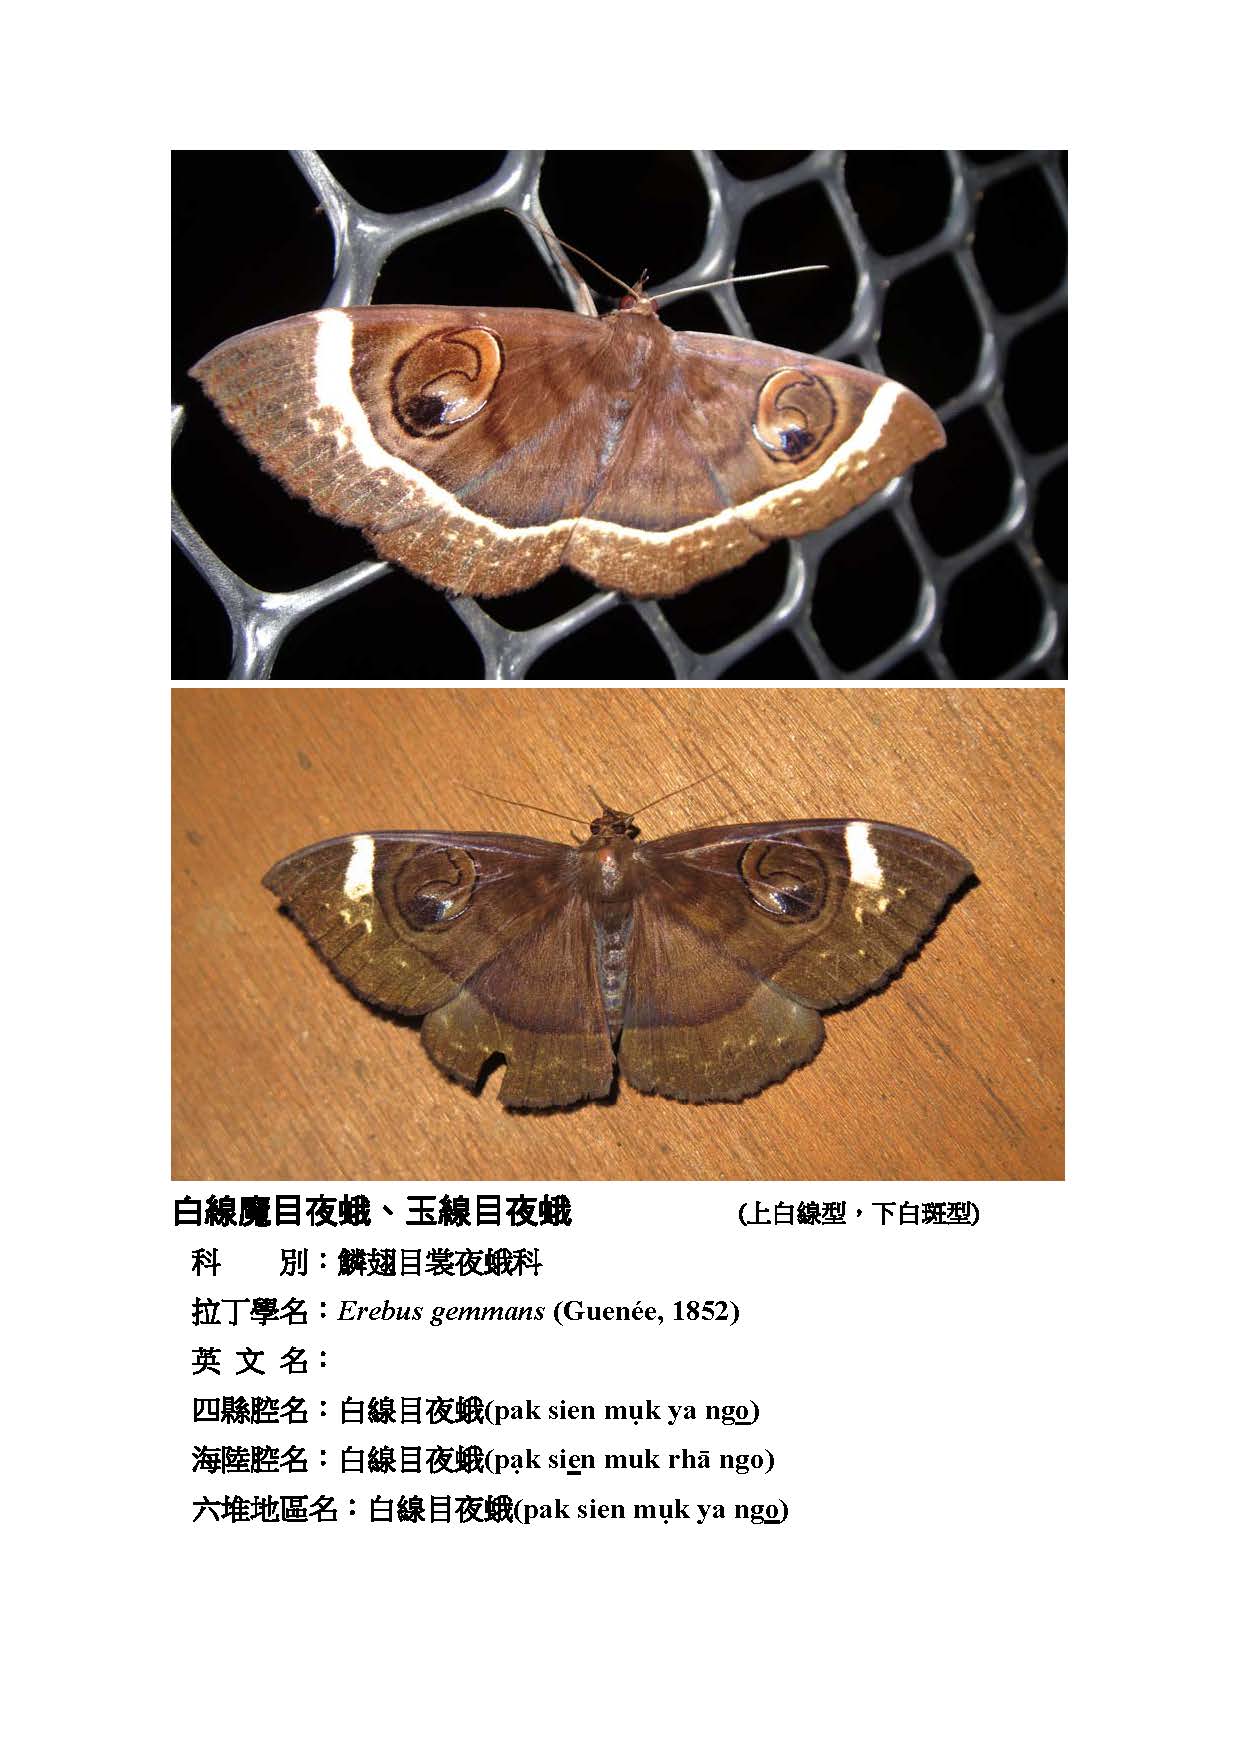 白線魔目夜蛾、玉線目夜蛾 (上白線型，下白斑型)
科 別：鱗翅目裳夜蛾科
拉丁學名：Erebus gemmans (Guenée, 1852)
英 文 名：
四縣腔名：白線目夜蛾(pak sien mụk ya ngo̲)
海陸腔名：白線目夜蛾(pạk sie̲n muk rhā ngo)
六堆地區名：白線目夜蛾(pak sien mụk ya ngo̲)